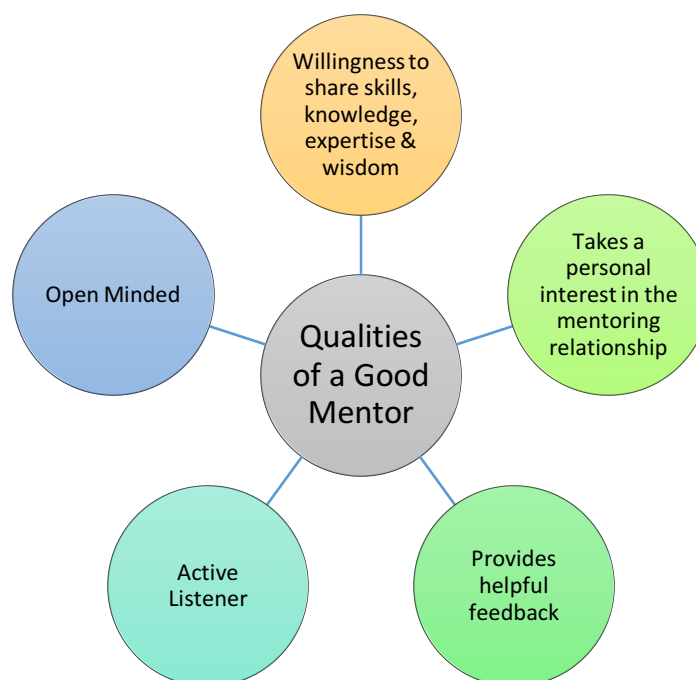 Willingness to
share skills,
knowledge,
expertise &
wisdom
Takes a
personal
interest in the
mentoring
relationship
Open Minded
Qualities
of a Good
Mentor
Active
Listener
Provides
helpful
feedback